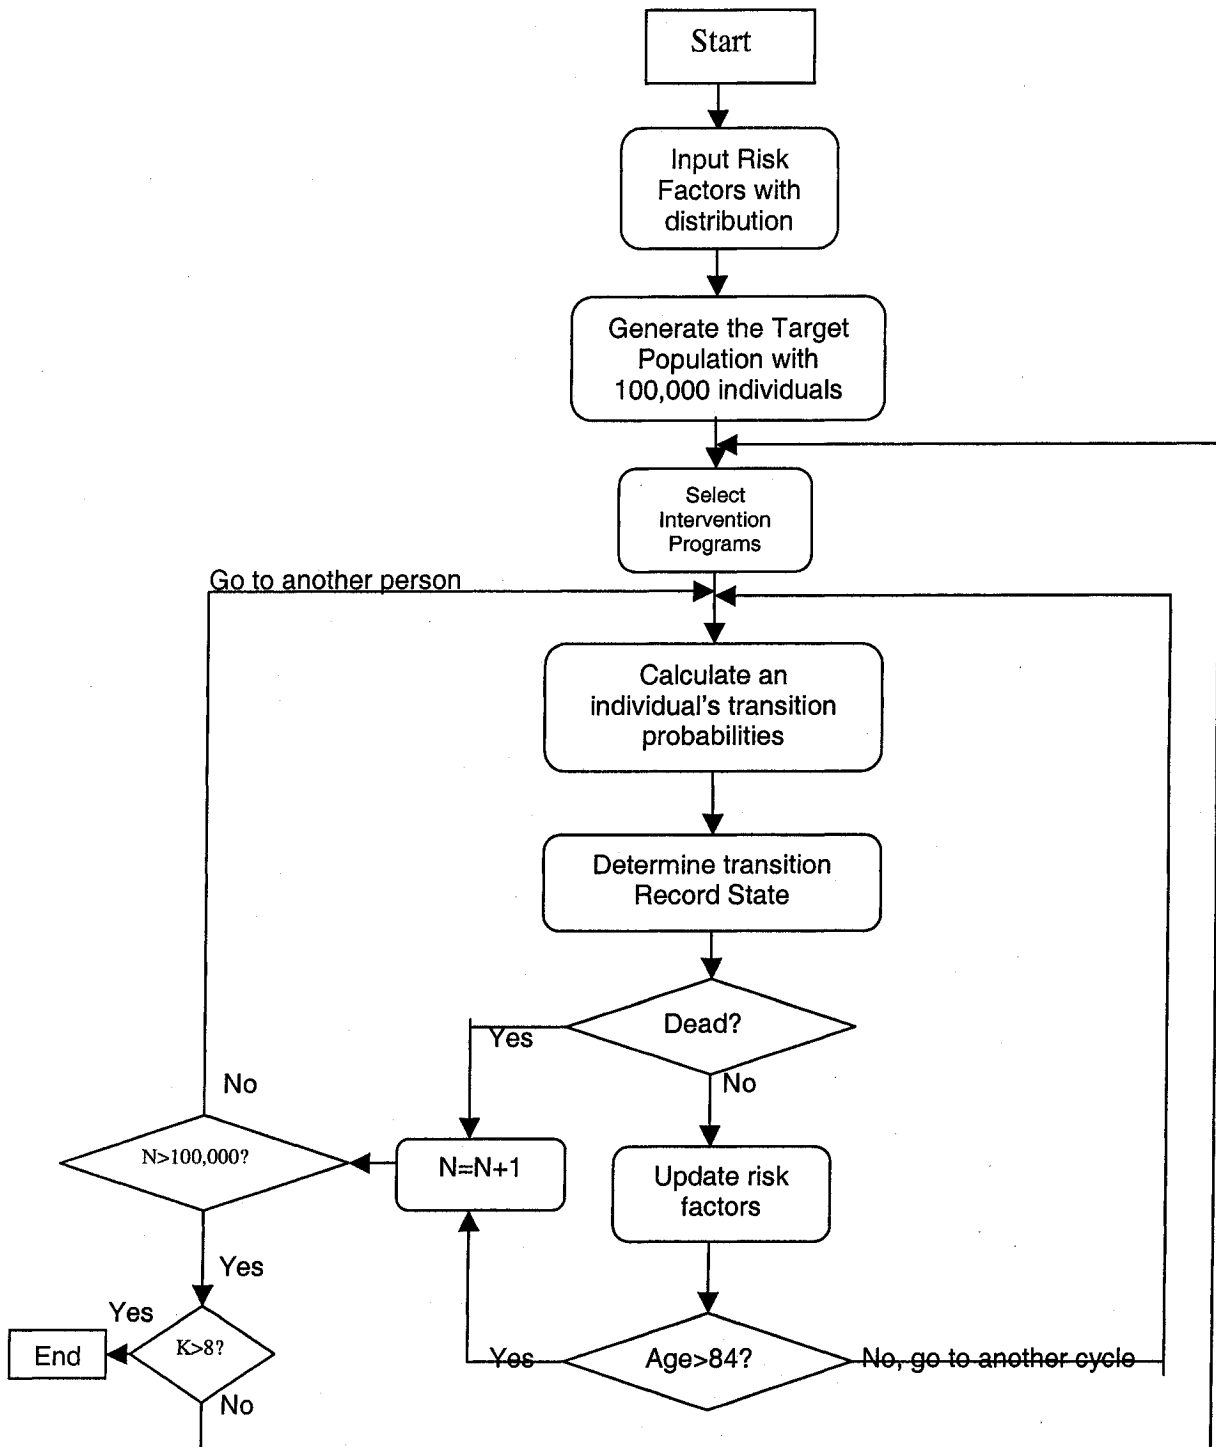 Start
Input Risk
Factors with
distribution
Generate the Target
Population with
100,000 individuals
Select
Intervention
Programs
Go to another person
Calculate an
individual's transition
probabilities
Determine transition
Record State
Dead?
Yes
No
No
N>100,000?
N=N+1
Update risk
factors
Yes
Yes
K>8?
End
No
Yes
Age>84?
No, go to another cycle